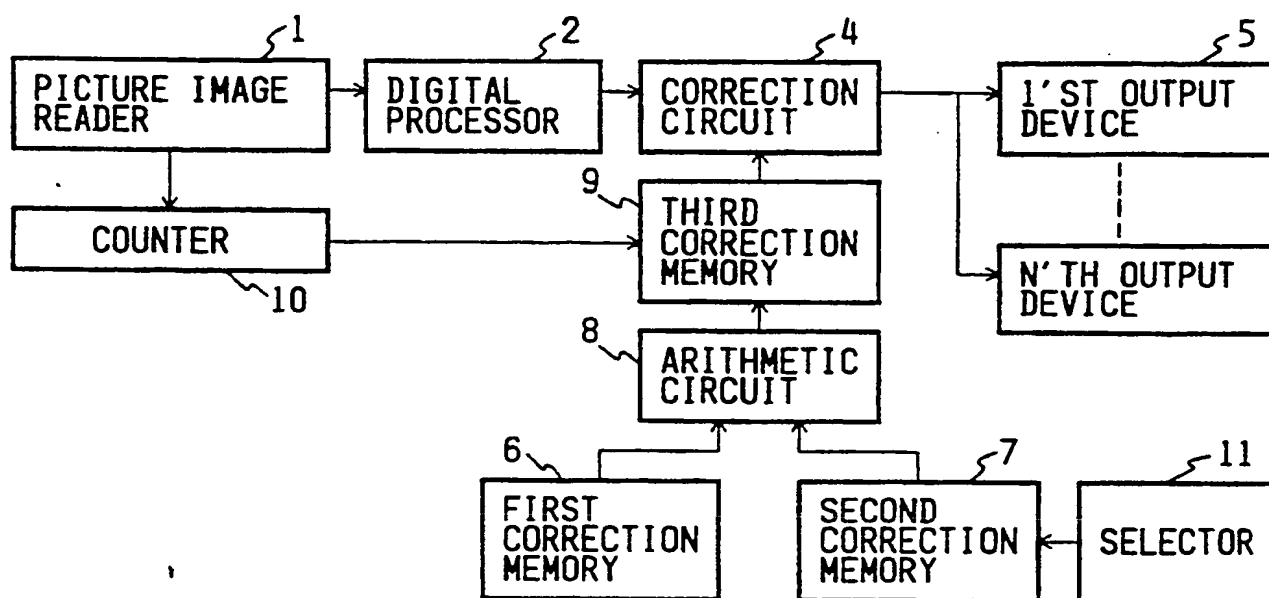 1
2
4
5
PICTURE IMAGE
READER
DIGITAL
PROCESSOR
CORRECTION
CIRCUIT
1'ST OUTPUT
DEVICE
9
COUNTER
10
THIRD
CORRECTION
MEMORY
N'TH OUTPUT
DEVICE
8
ARITHMETIC
CIRCUIT
6
7
11
FIRST
CORRECTION
MEMORY
SECOND
CORRECTION
MEMORY
SELECTOR